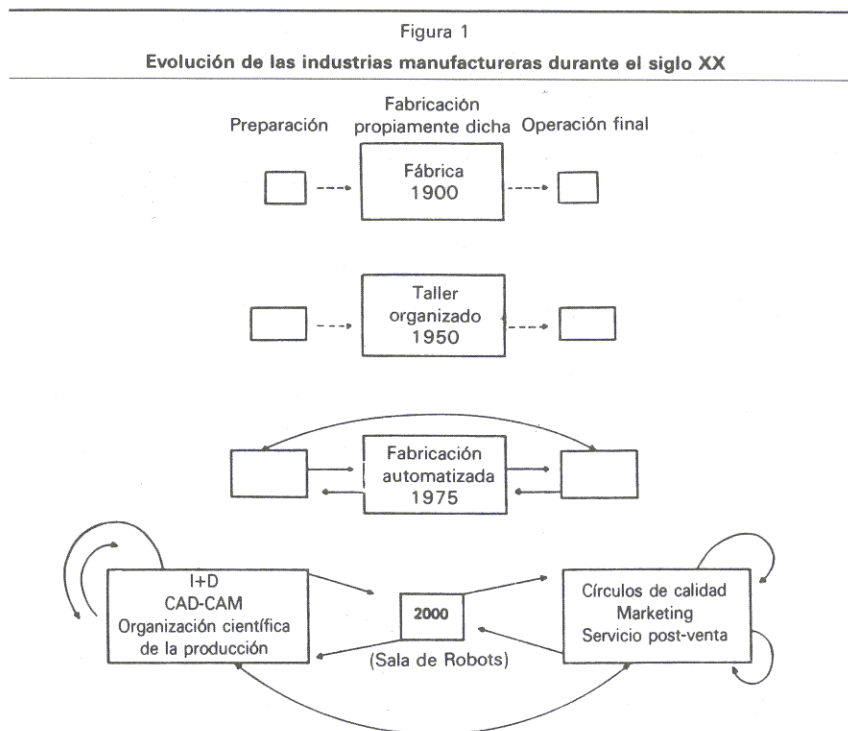 Figura 1
Evolución de las industrias manufactureras durante el siglo XX
Preparación
Fabricación
propiamente dicha
Operación final
Fábrica
1900
Taller
organizado
1950
Fabricación
automatizada
1975
I+D
CAD-CAM
Organización científica
de la producción
2000
(Sala de Robots)
Círculos de calidad
Marketing
Servicio post-venta